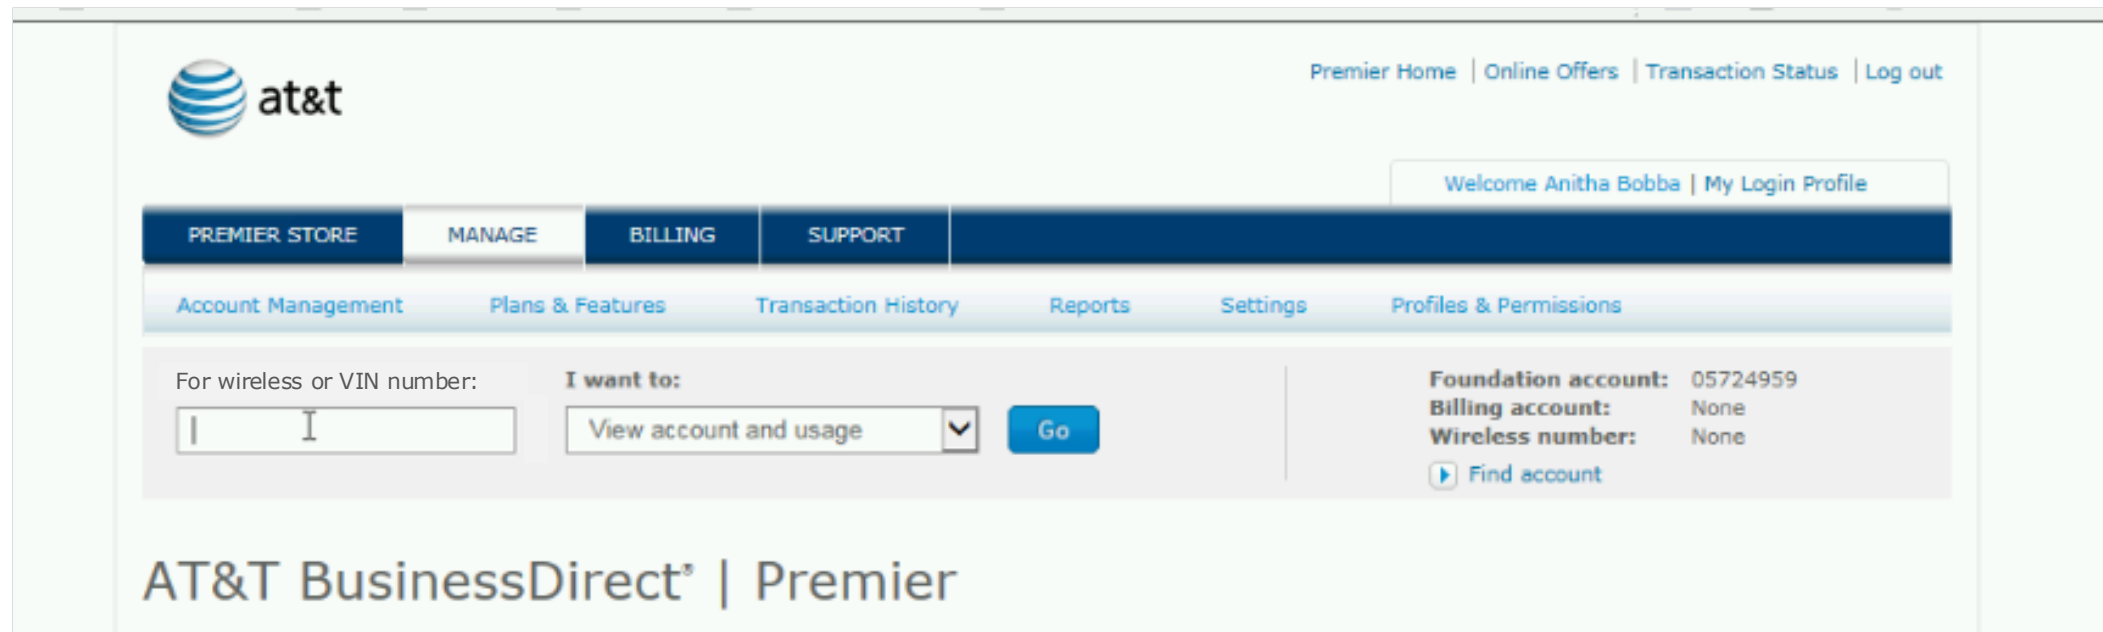 at&t
Premier Home | Online Offers | Transaction Status | Log out
Welcome Anitha Bobba | My Login Profile
PREMIER STORE MANAGE BILLING SUPPORT
Account Management Plans & Features Transaction History Reports Settings Profiles & Permissions
For wireless or VIN number: I want to:
View account and usage Go
Foundation account: 05724959
Billing account: None
Wireless number: None
Find account
AT&T BusinessDirect® | Premier